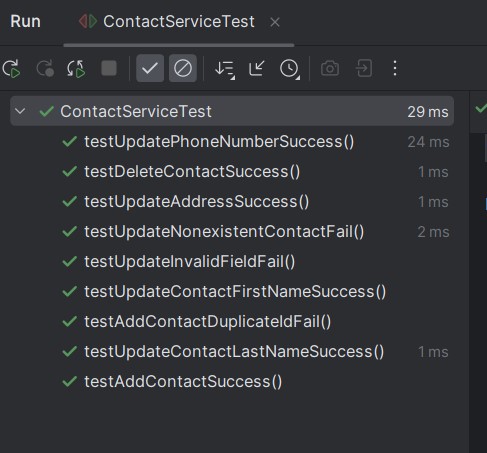 Run ContactServiceTest
ContactServiceTest 29 ms
testUpdatePhoneNumberSuccess() 24 ms
testDeleteContactSuccess() 1 ms
testUpdateAddressSuccess() 1 ms
testUpdateNonexistentContactFail() 2 ms
testUpdateInvalidFieldFail()
testUpdateContactFirstNameSuccess()
testAddContactDuplicateIdFail()
testUpdateContactLastNameSuccess() 1 ms
testAddContactSuccess()